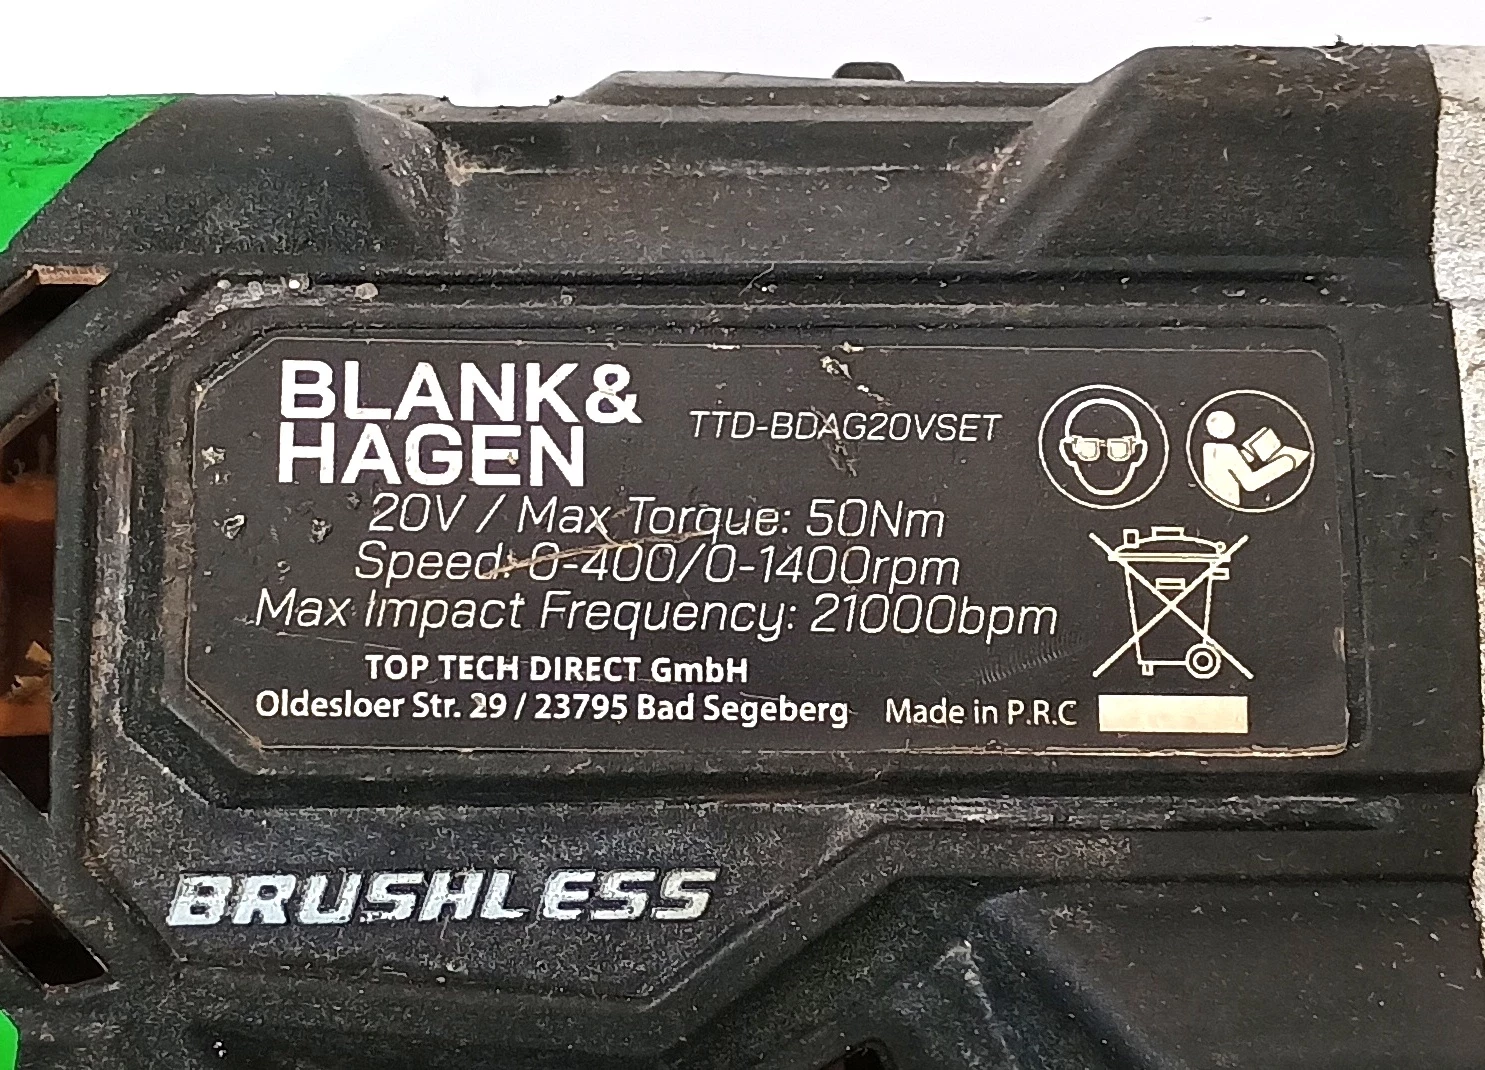 BLANK&
HAGEN
TTD-BDAG20VSET
20V / Max Torque: 50Nm
Speed: 0-400/0-1400rpm
Max Impact Frequency: 21000bpm
TOP TECH DIRECT GmbH
Oldesloer Str. 29 / 23795 Bad Segeberg
Made in P.R.C
BRUSHLESS